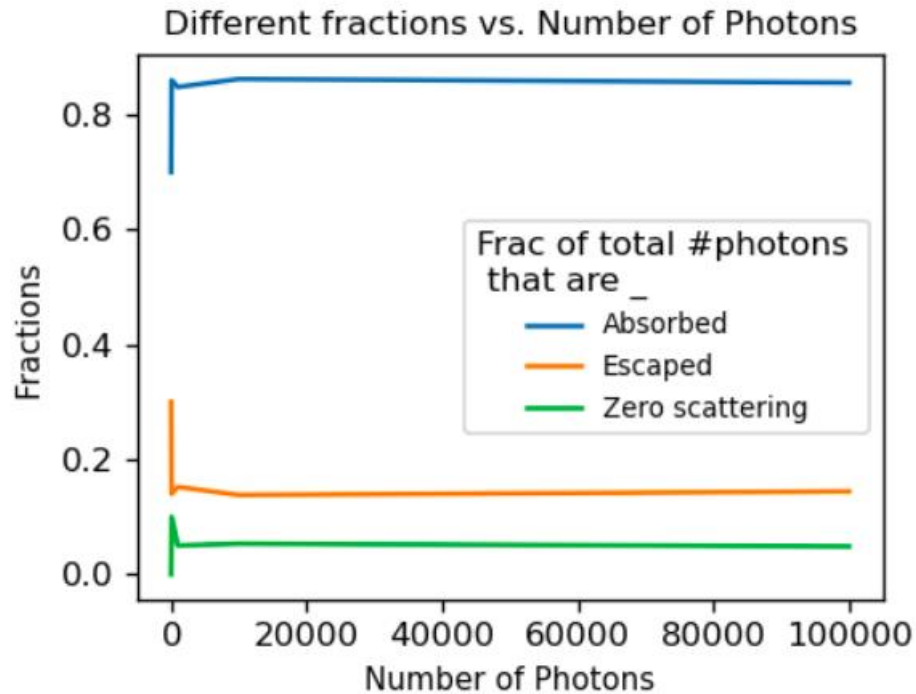 Different fractions vs. Number of Photons
0.8
0.6
0.4
0.2
0.0
Fractions
Frac of total #photons
that are _
Absorbed
Escaped
Zero scattering
0 20000 40000 60000 80000 100000
Number of Photons